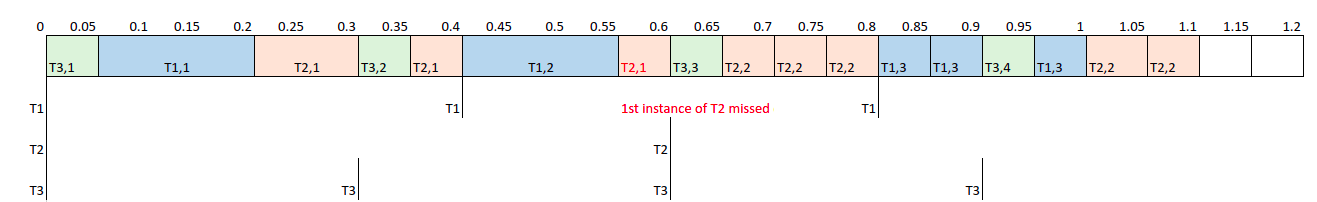 0 0.05 0.1 0.15 0.2 0.25 0.3 0.35 0.4 0.45 0.5 0.55 0.6 0.65 0.7 0.75 0.8 0.85 0.9 0.95 1 1.05 1.1 1.15 1.2
T3,1 T1,1 T2,1 T3,2 T2,1 T1,2 T2,1 T3,3 T2,2 T2,2 T2,2 T1,3 T1,3 T3,4 T1,3 T2,2 T2,2
T1 T1 1st instance of T2 missed T1
T2 T2
T3 T3 T3 T3